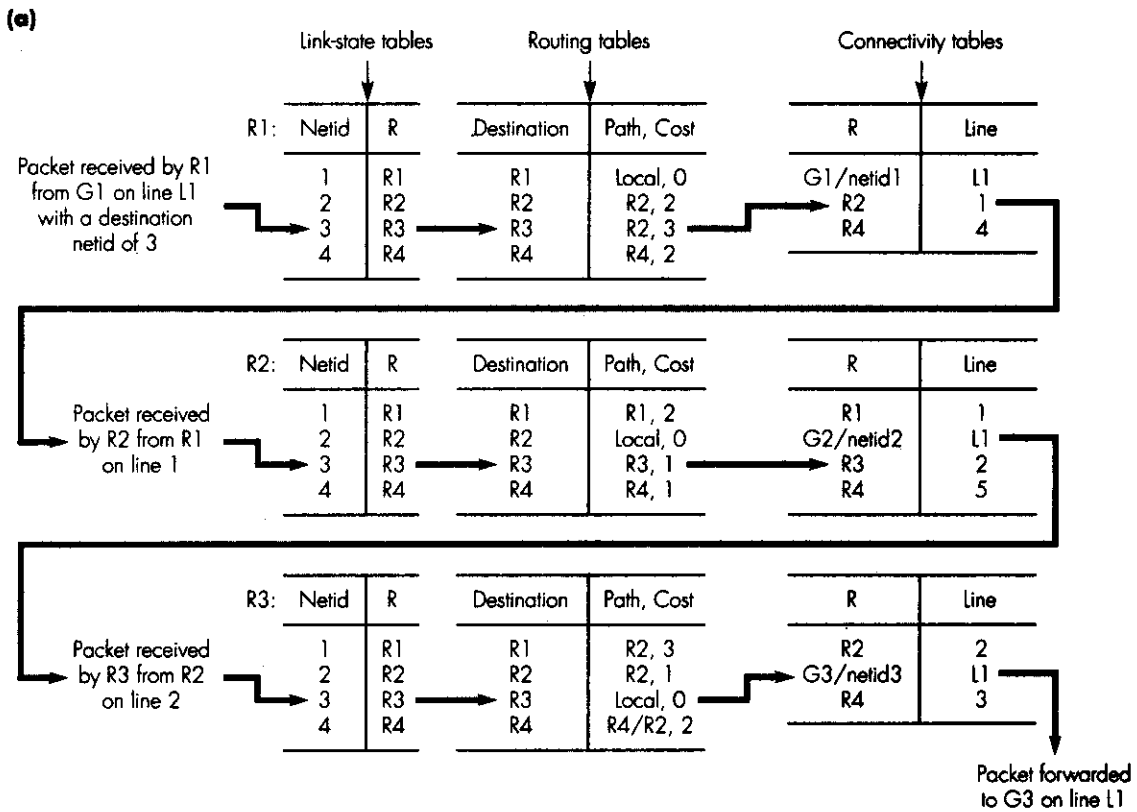 (a)
Link-state tables Routing tables Connectivity tables
R1: Netid R Destination Path, Cost R Line
Packet received by R1
from G1 on line L1
with a destination
netid of 3
1 R1 R1 Local, 0 G1/netid1 L1
2 R2 R2 R2, 2 R2 1
3 R3 R3 R2, 3 R4 4
4 R4 R4 R4, 2
R2: Netid R Destination Path, Cost R Line
Packet received
by R2 from R1
on line 1
1 R1 R1 R1, 2 R1 1
2 R2 R2 Local, 0 G2/netid2 L1
3 R3 R3 R3, 1 R3 2
4 R4 R4 R4, 1 R4 5
R3: Netid R Destination Path, Cost R Line
Packet received
by R3 from R2
on line 2
1 R1 R1 R2, 3 R2 2
2 R2 R2 R2, 1 G3/netid3 L1
3 R3 R3 Local, 0 R4 3
4 R4 R4 R4/R2, 2
Packet forwarded
to G3 on line L1